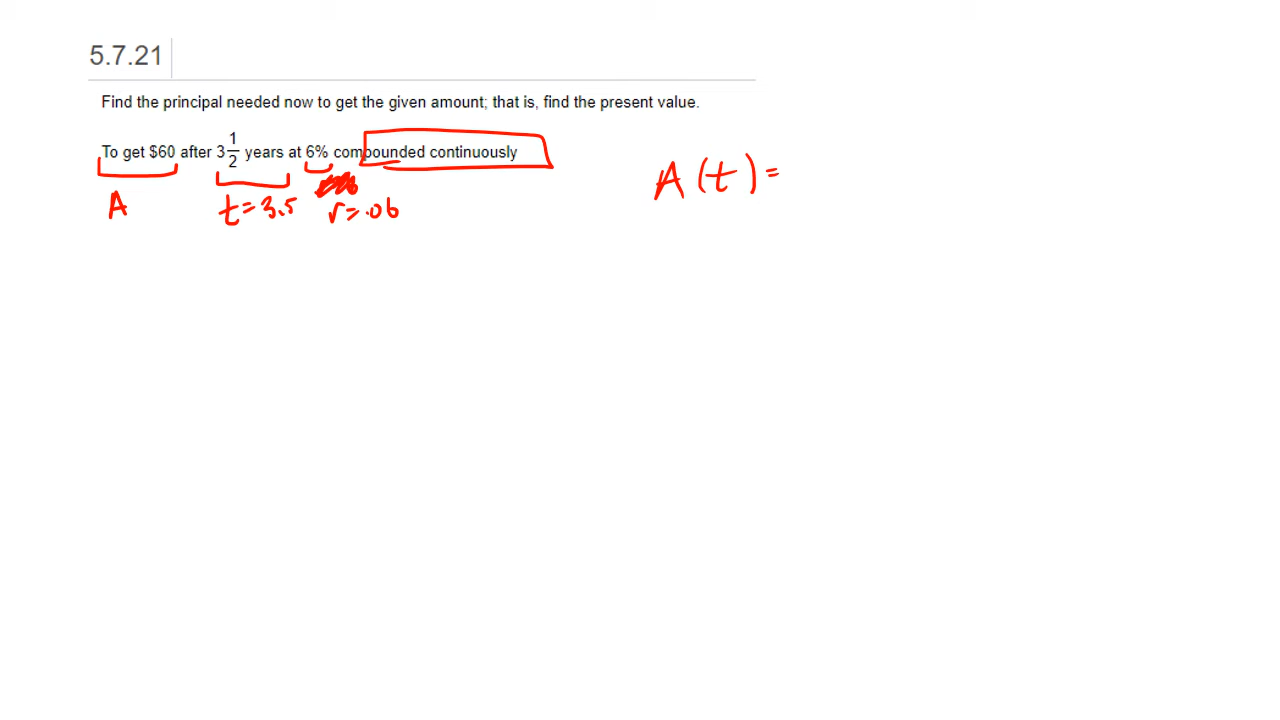 5.7.21
Find the principal needed now to get the given amount; that is, find the present value.
To get $60 after 3 1/2 years at 6% compounded continuously
A(t)=
A t=3.5 r=.06